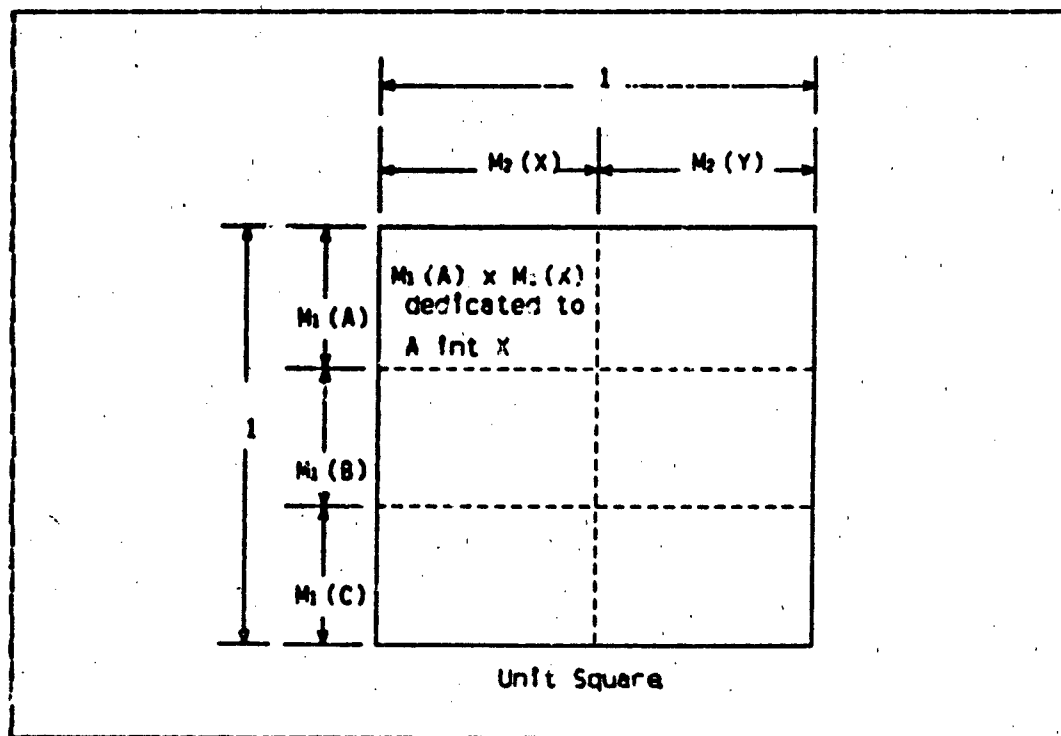 1
M₂ (X) M₂ (Y)
M₁ (A) x M₂ (X)
dedicated to
A int X
M₁ (A)
1
M₁ (B)
M₁ (C)
Unit Square